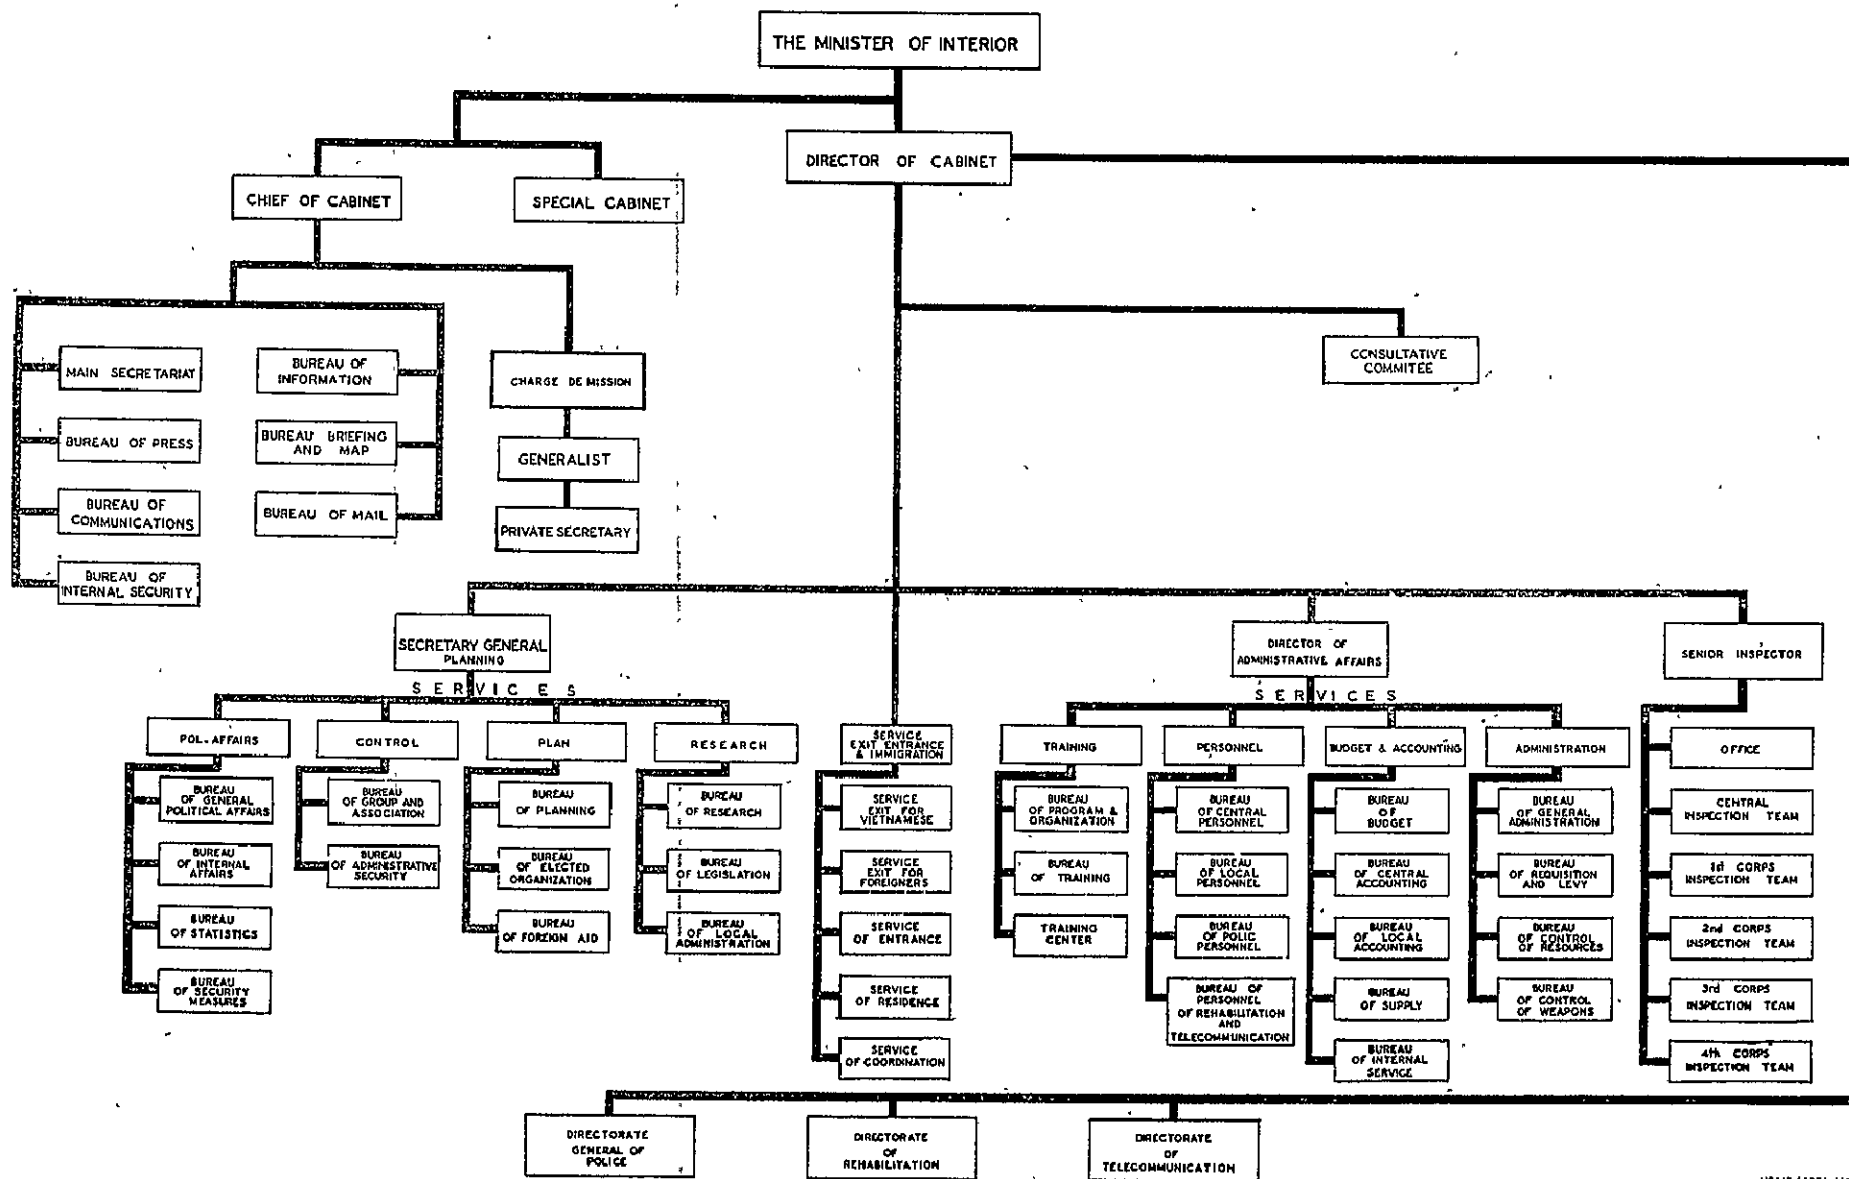 THE MINISTER OF INTERIOR
DIRECTOR OF CABINET
CHIEF OF CABINET
SPECIAL CABINET
MAIN SECRETARIAT
BUREAU OF PRESS
BUREAU OF
COMMUNICATIONS
BUREAU OF
INTERNAL SECURITY
BUREAU OF
INFORMATION
BUREAU BRIEFING
AND MAP
BUREAU OF MAIL
CHARGE DE MISSION
GENERALIST
PRIVATE SECRETARY
CONSULTATIVE
COMMITEE
SECRETARY GENERAL
PLANNING
SERVICES
POL. AFFAIRS
BUREAU
OF GENERAL
POLITICAL AFFAIRS
BUREAU
OF INTERNAL
AFFAIRS
BUREAU
OF STATISTICS
BUREAU
OF SECURITY
MEASURES
CONTROL
BUREAU
OF GROUP AND
ASSOCIATION
BUREAU
OF ADMINISTRATIVE
SECURITY
PLAN
BUREAU
OF PLANNING
BUREAU
OF ELECTED
ORGANIZATION
BUREAU
OF FOREIGN AID
RESEARCH
BUREAU
OF RESEARCH
BUREAU
OF LEGISLATION
BUREAU
OF LOCAL
ADMINISTRATION
SERVICE
EXIT ENTRANCE
& IMMIGRATION
SERVICE
EXIT FOR
VIETNAMESE
SERVICE
EXIT FOR
FOREIGNERS
SERVICE
OF ENTRANCE
SERVICE
OF RESIDENCE
SERVICE
OF COORDINATION
DIRECTOR OF
ADMINISTRATIVE AFFAIRS
SERVICES
TRAINING
BUREAU
OF PROGRAM &
ORGANIZATION
BUREAU
OF TRAINING
TRAINING
CENTER
PERSONNEL
BUREAU
OF CENTRAL
PERSONNEL
BUREAU
OF LOCAL
PERSONNEL
BUREAU
OF POLIC
PERSONNEL
BUREAU OF
PERSONNEL
OF REHABILITATION
AND
TELECOMMUNICATION
BUDGET & ACCOUNTING
BUREAU
OF
BUDGET
BUREAU
OF CENTRAL
ACCOUNTING
BUREAU
OF LOCAL
ACCOUNTING
BUREAU
OF SUPPLY
BUREAU
OF INTERNAL
SERVICE
ADMINISTRATION
BUREAU
OF GENERAL
ADMINISTRATION
BUREAU
OF REQUISITION
AND LEVY
BUREAU
OF CONTROL
OF RESOURCES
BUREAU
OF CONTROL
OF WEAPONS
SENIOR INSPECTOR
OFFICE
CENTRAL
INSPECTION TEAM
CORPS
INSPECTION TEAM
2nd CORPS
INSPECTION TEAM
3rd CORPS
INSPECTION TEAM
4th CORPS
INSPECTION TEAM
DIRECTORATE
GENERAL OF
POLICE
DIRECTORATE
OF
REHABILITATION
DIRECTORATE
OF
TELECOMMUNICATION